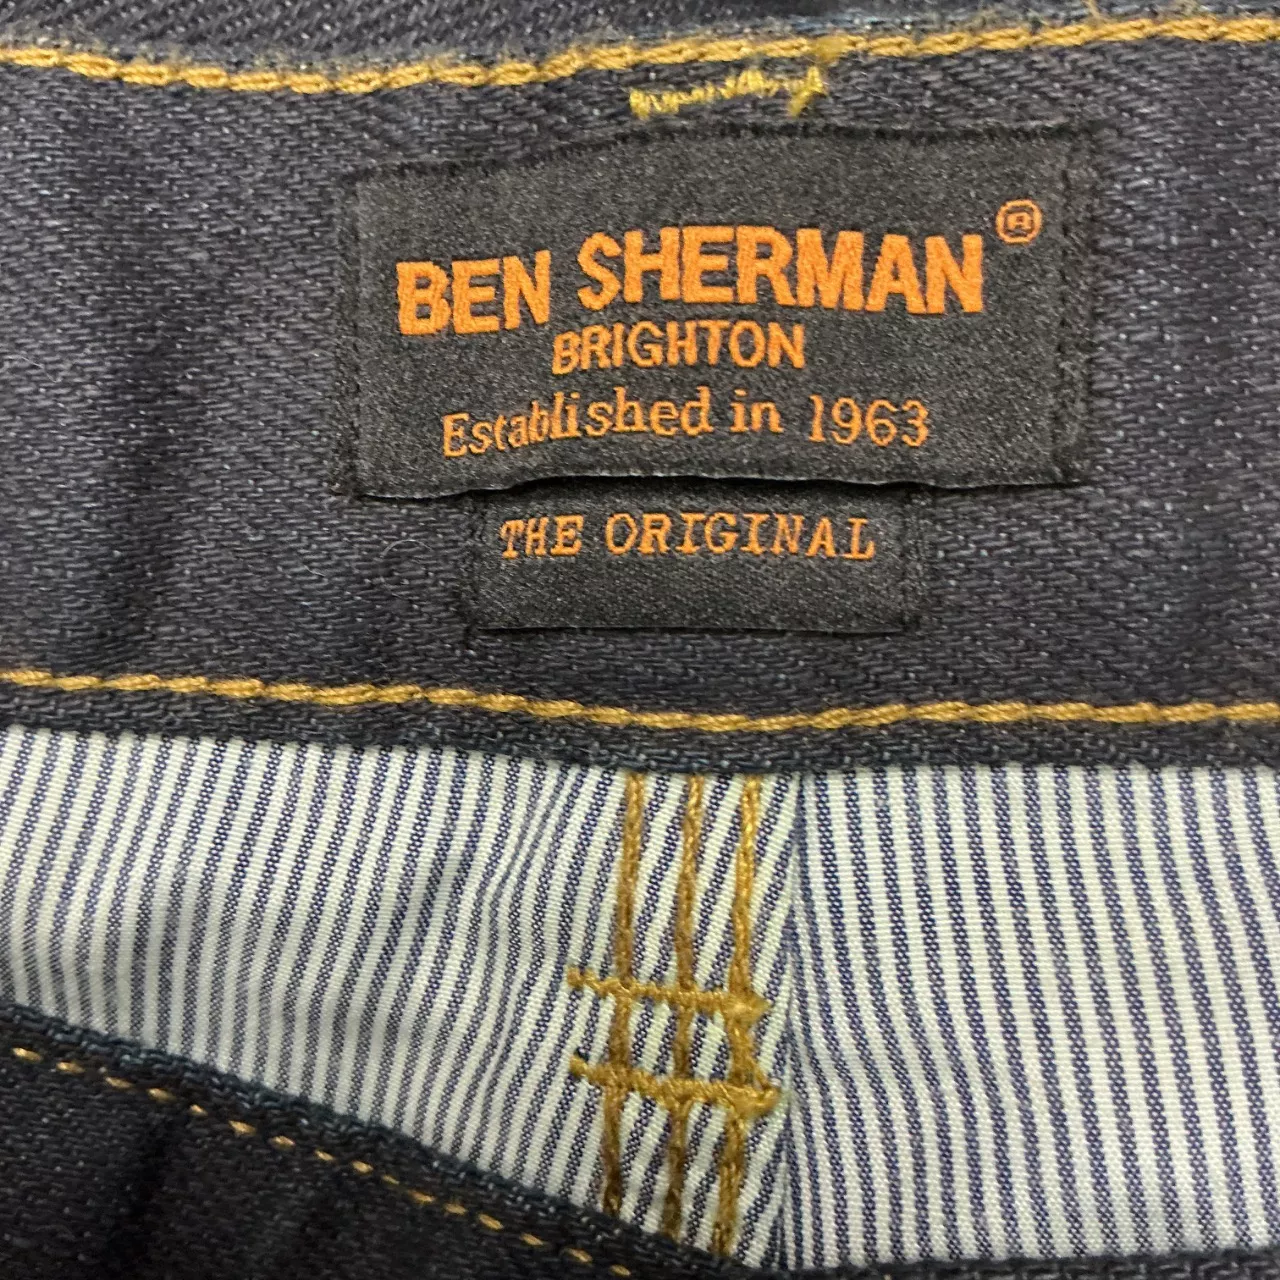 BEN SHERMAN®
BRIGHTON
Established in 1963
THE ORIGINAL